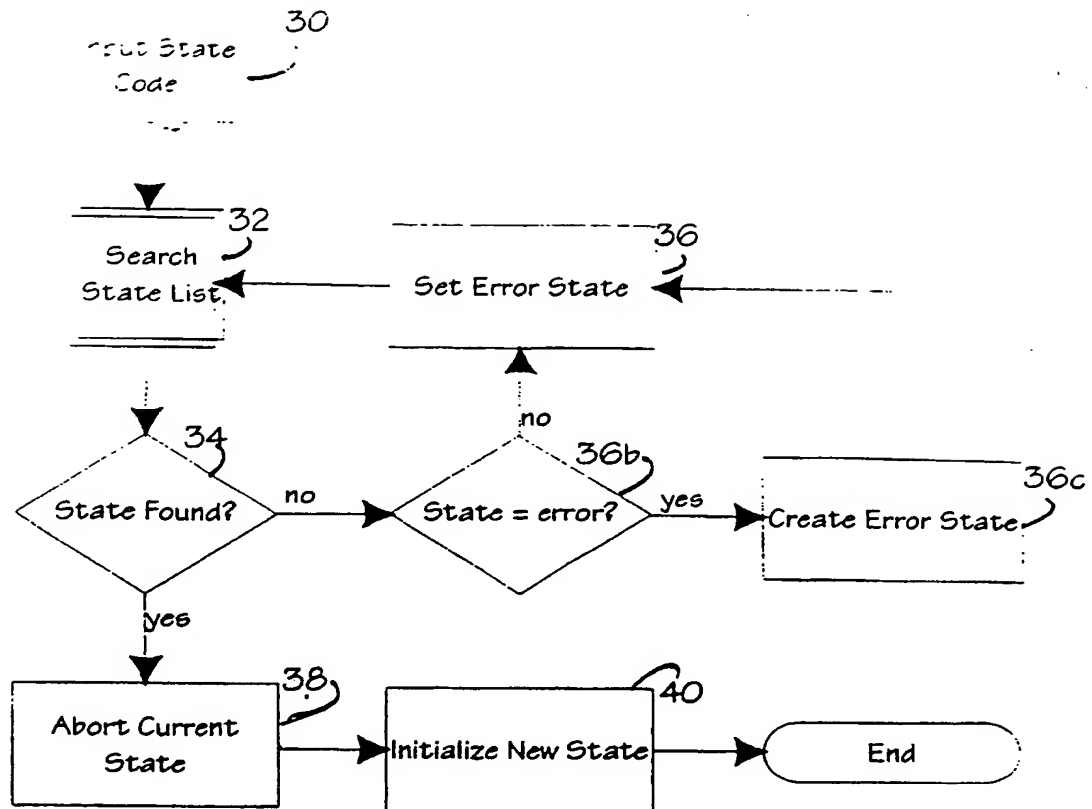 30
State
Code
32
Search
State List
36
Set Error State
34
State Found?
no
no
36b
State = error?
yes
36c
Create Error State
yes
38
Abort Current
State
40
Initialize New State
End